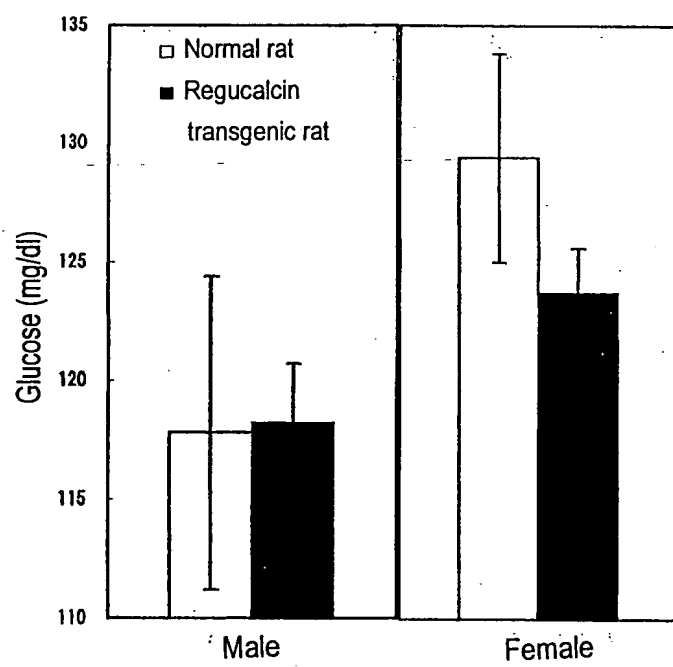 135
130
125
120
115
110
Glucose (mg/dl)
Normal rat
Regucalcin
transgenic rat
Male
Female